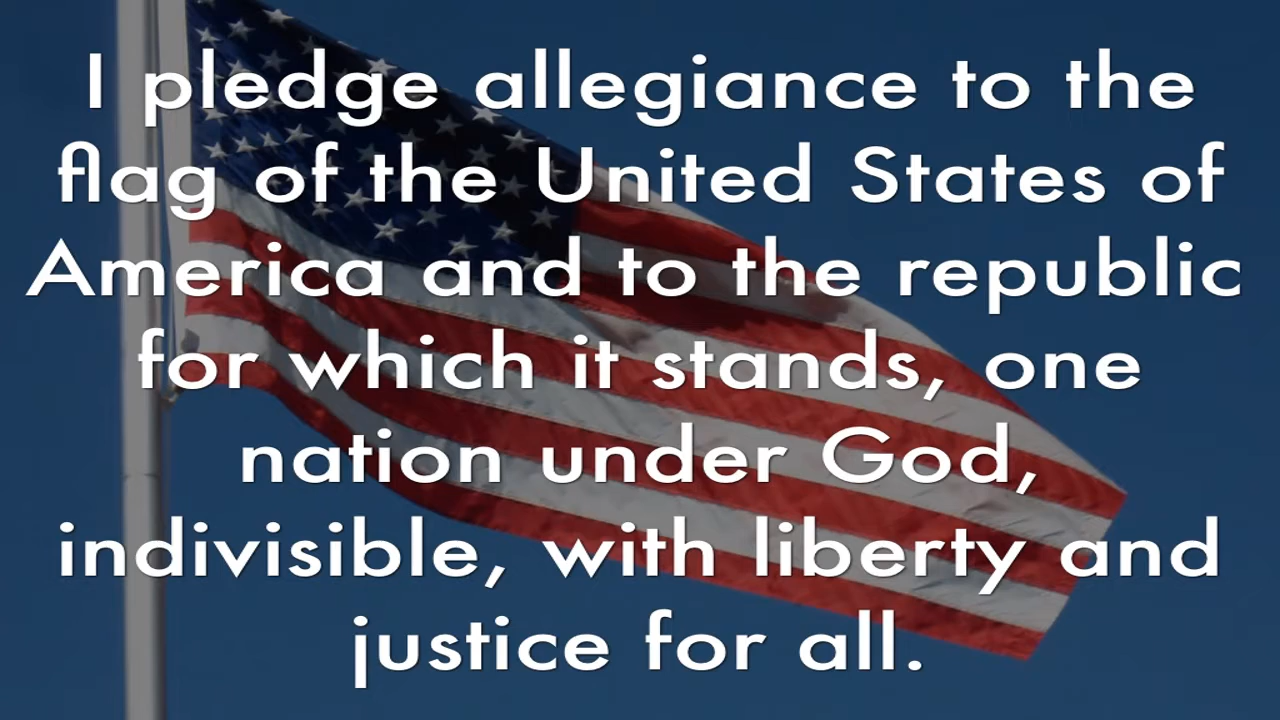 I pledge allegiance to the
flag of the United States of
America and to the republic
for which it stands, one
nation under God,
indivisible, with liberty and
justice for all.